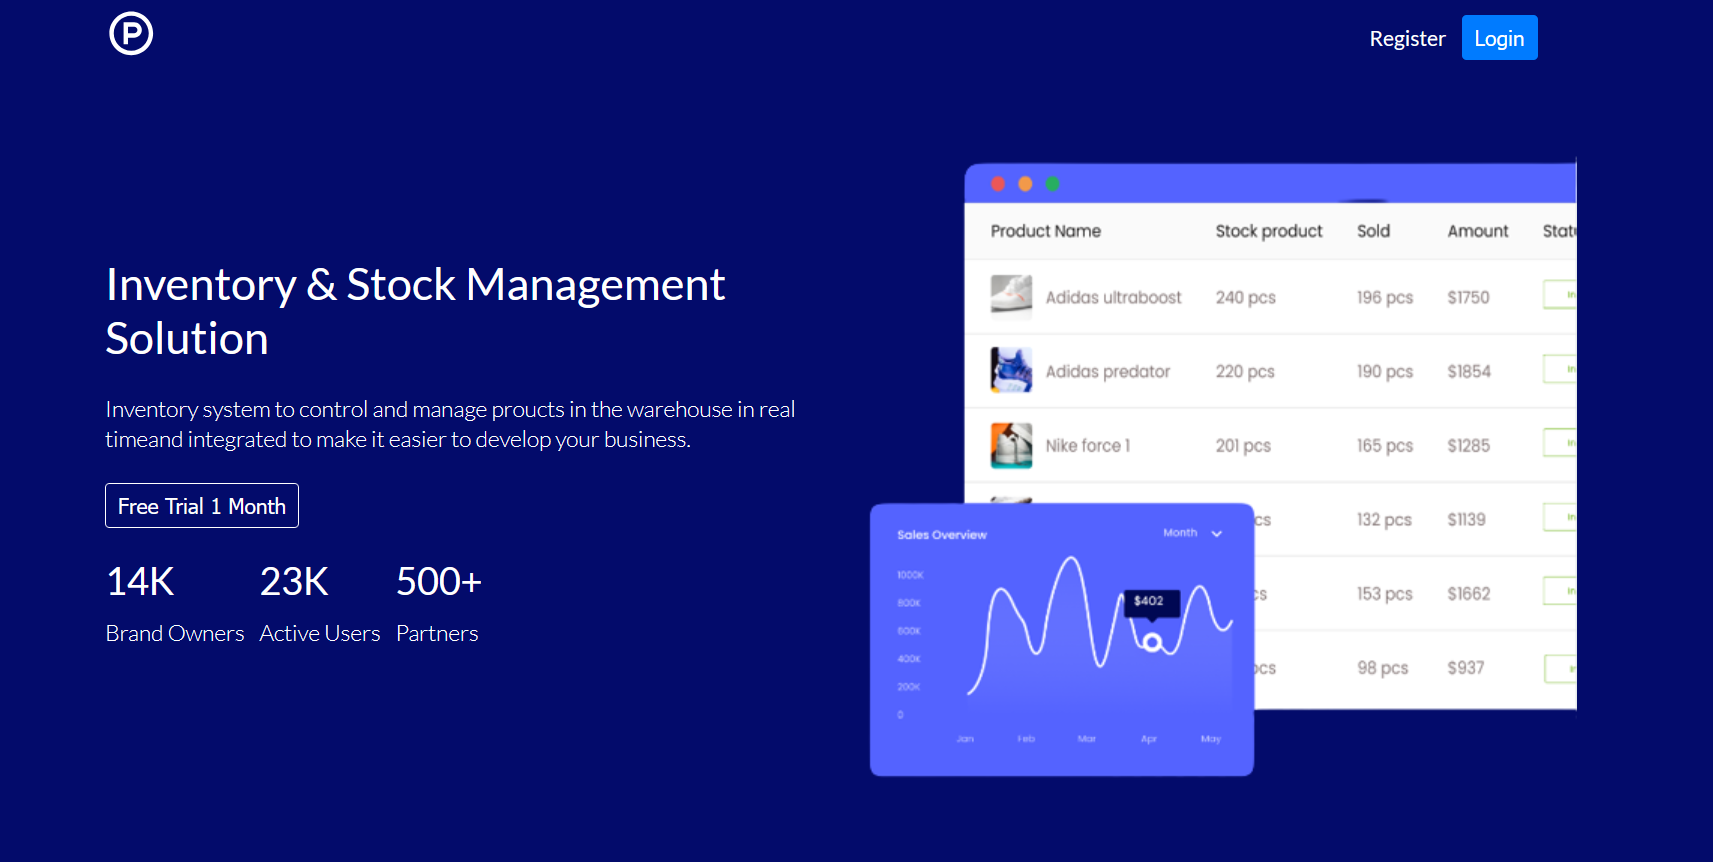 P
Register Login
Inventory & Stock Management
Solution
Inventory system to control and manage proucts in the warehouse in real
timeand integrated to make it easier to develop your business.
Free Trial 1 Month
14K 23K 500+
Brand Owners Active Users Partners
Product Name Stock product Sold Amount
Adidas ultraboost 240 pcs 196 pcs $1750 In
Adidas predator 220 pcs 190 pcs $1854 In
Nike force 1 201 pcs 165 pcs $1285 In
cs 132 pcs $1139 In
cs 153 pcs $1662 In
pcs 98 pcs $937
Sales Overview Month
1000K
800K
600K
400K
200K
0
$402
Jan Feb Mar Apr May